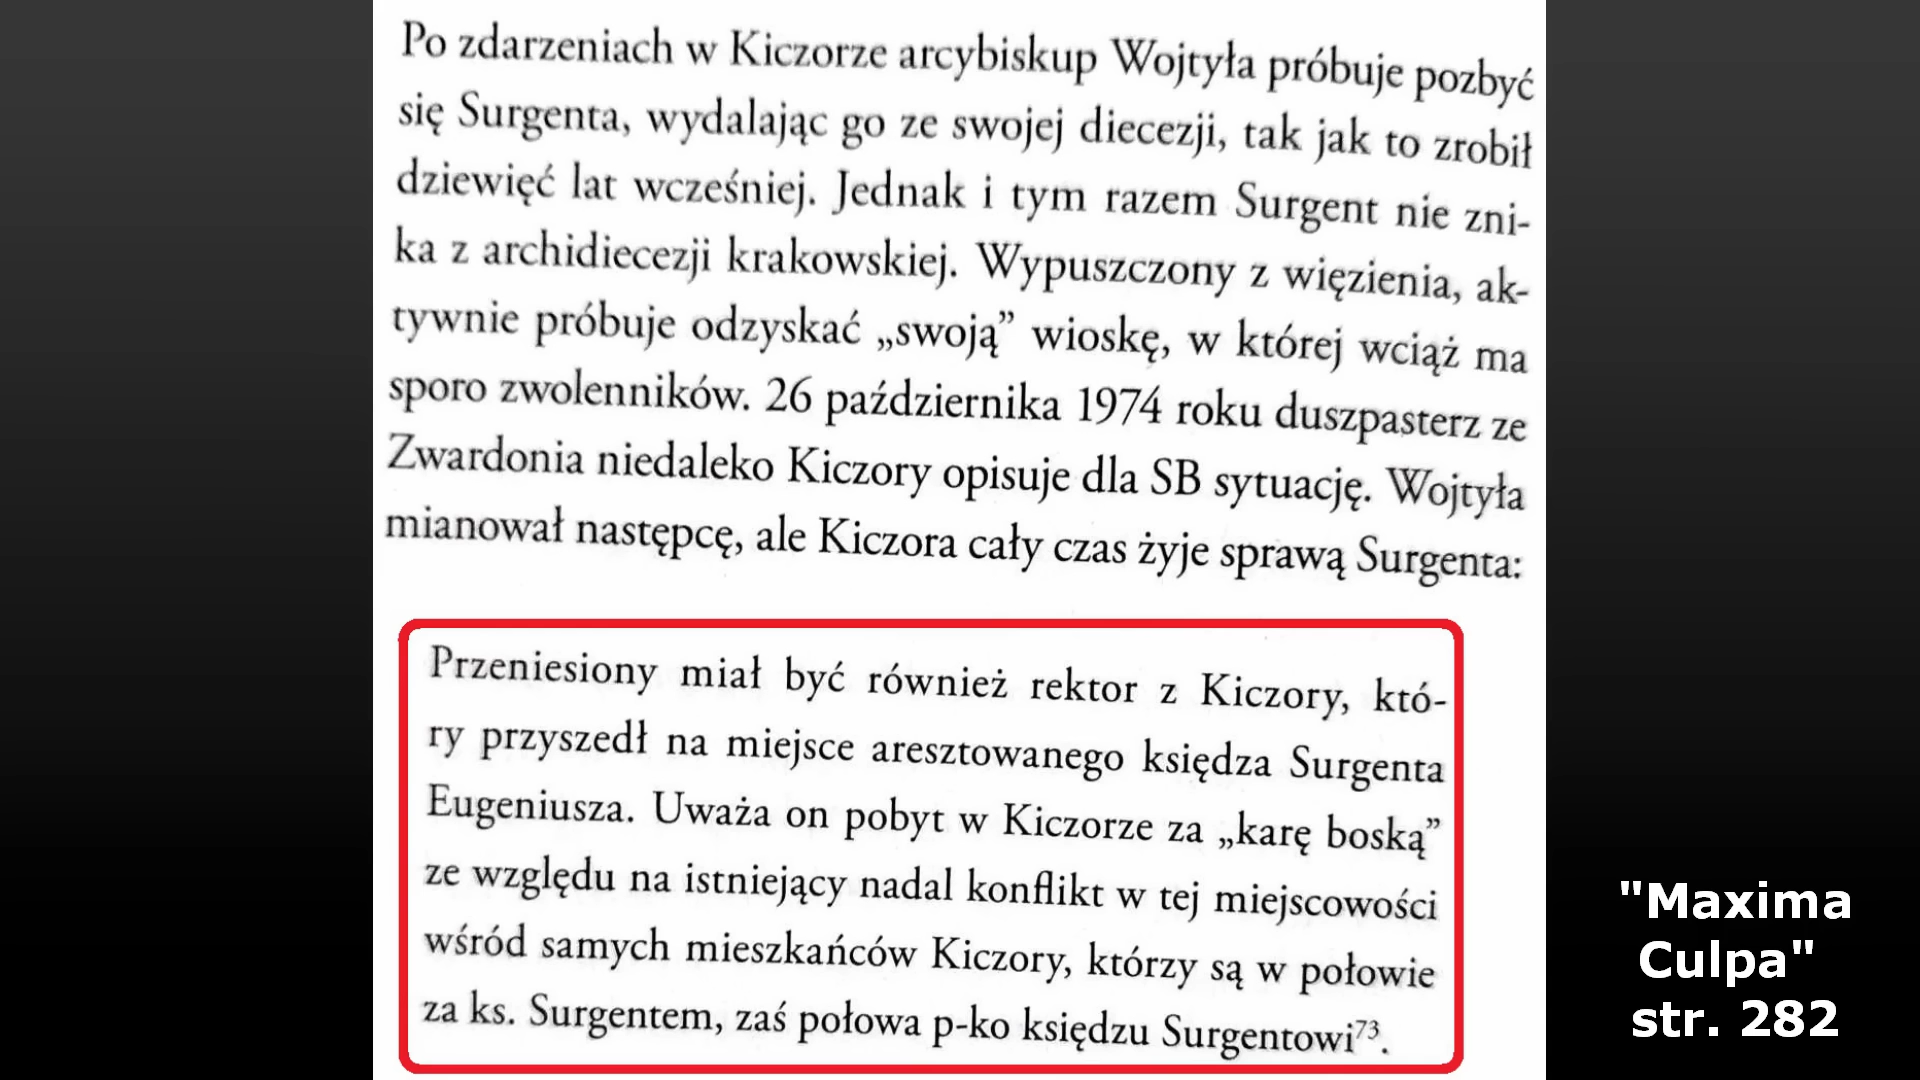 Po zdarzeniach w Kiczorze arcybiskup Wojtyła próbuje pozbyć
się Surgenta, wydalając go ze swojej diecezji, tak jak to zrobił
dziewięć lat wcześniej. Jednak i tym razem Surgent nie zni-
ka z archidiecezji krakowskiej. Wypuszczony z więzienia, ak-
tywnie próbuje odzyskać „swoją” wioskę, w której wciąż ma
sporo zwolenników. 26 października 1974 roku duszpasterz ze
Zwardonia niedaleko Kiczory opisuje dla SB sytuację. Wojtyła
mianował następcę, ale Kiczora cały czas żyje sprawą Surgenta:
Przeniesiony miał być również rektor z Kiczory, któ-
ry przyszedł na miejsce aresztowanego księdza Surgenta
Eugeniusza. Uważa on pobyt w Kiczorze za „karę boską”
ze względu na istniejący nadal konflikt w tej miejscowości
wśród samych mieszkańców Kiczory, którzy są w połowie
za ks. Surgentem, zaś połowa p-ko księdzu Surgentowi⁷³.
"Maxima
Culpa"
str. 282